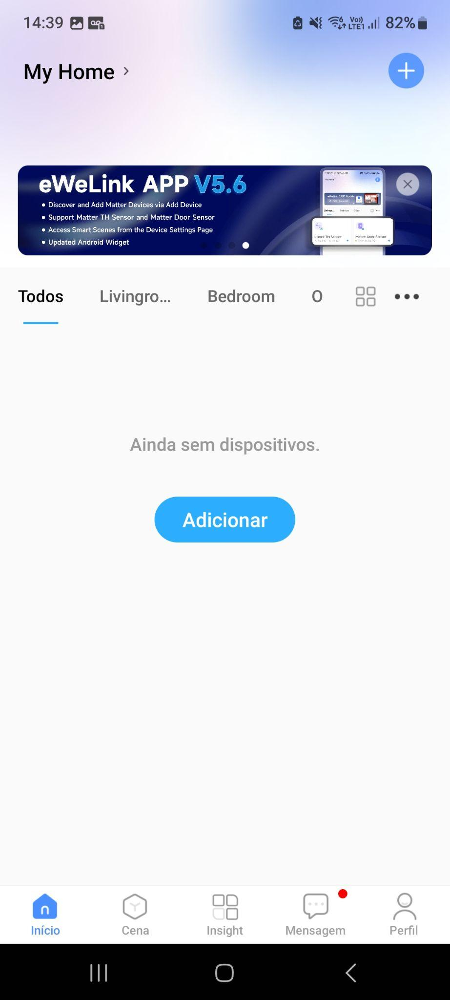 14:39
Vo))
LTE1
82%
My Home
eWeLink APP V5.6
Discover and Add Matter Devices via Add Device
Support Matter TH Sensor and Matter Door Sensor
Access Smart Scenes from the Device Settings Page
Updated Android Widget
Matter TH Sensor
Matter Door Sensor
Todos
Livingro...
Bedroom
O
Ainda sem dispositivos.
Adicionar
Início
Cena
Insight
Mensagem
Perfil